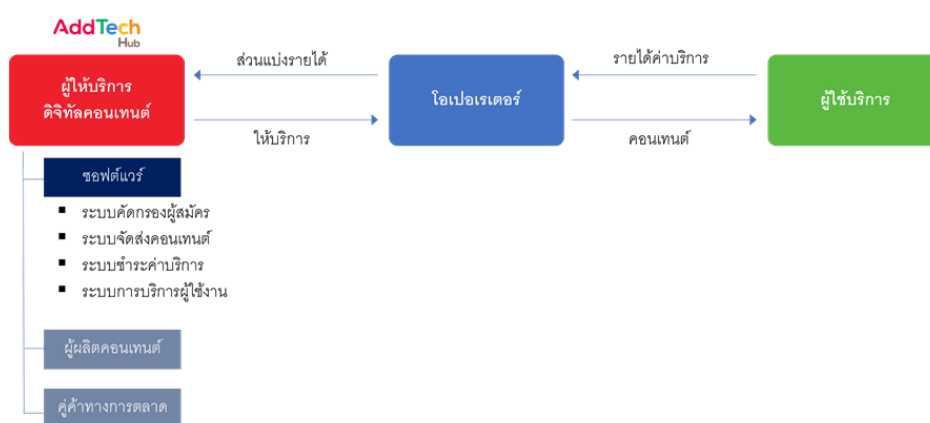 AddTech
Hub
ส่วนแบ่งรายได้
รายได้ค่าบริการ
ผู้ให้บริการ
ดิจิทัลคอนเทนต์
โอเปอเรเตอร์
ผู้ใช้บริการ
ให้บริการ
คอนเทนต์
ซอฟต์แวร์
▪ ระบบคัดกรองผู้สมัคร
▪ ระบบจัดส่งคอนเทนต์
▪ ระบบชำระค่าบริการ
▪ ระบบการบริการผู้ใช้งาน
ผู้ผลิตคอนเทนต์
คู่ค้าทางการตลาด